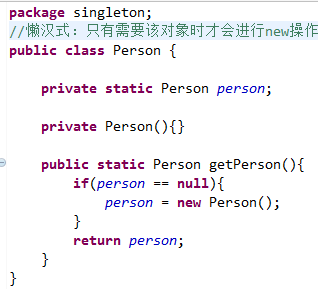 package singleton;
//懒汉式：只有需要该对象时才会进行new操作
public class Person {
private static Person person;
private Person(){}
public static Person getPerson(){
if(person == null){
person = new Person();
}
return person;
}
}